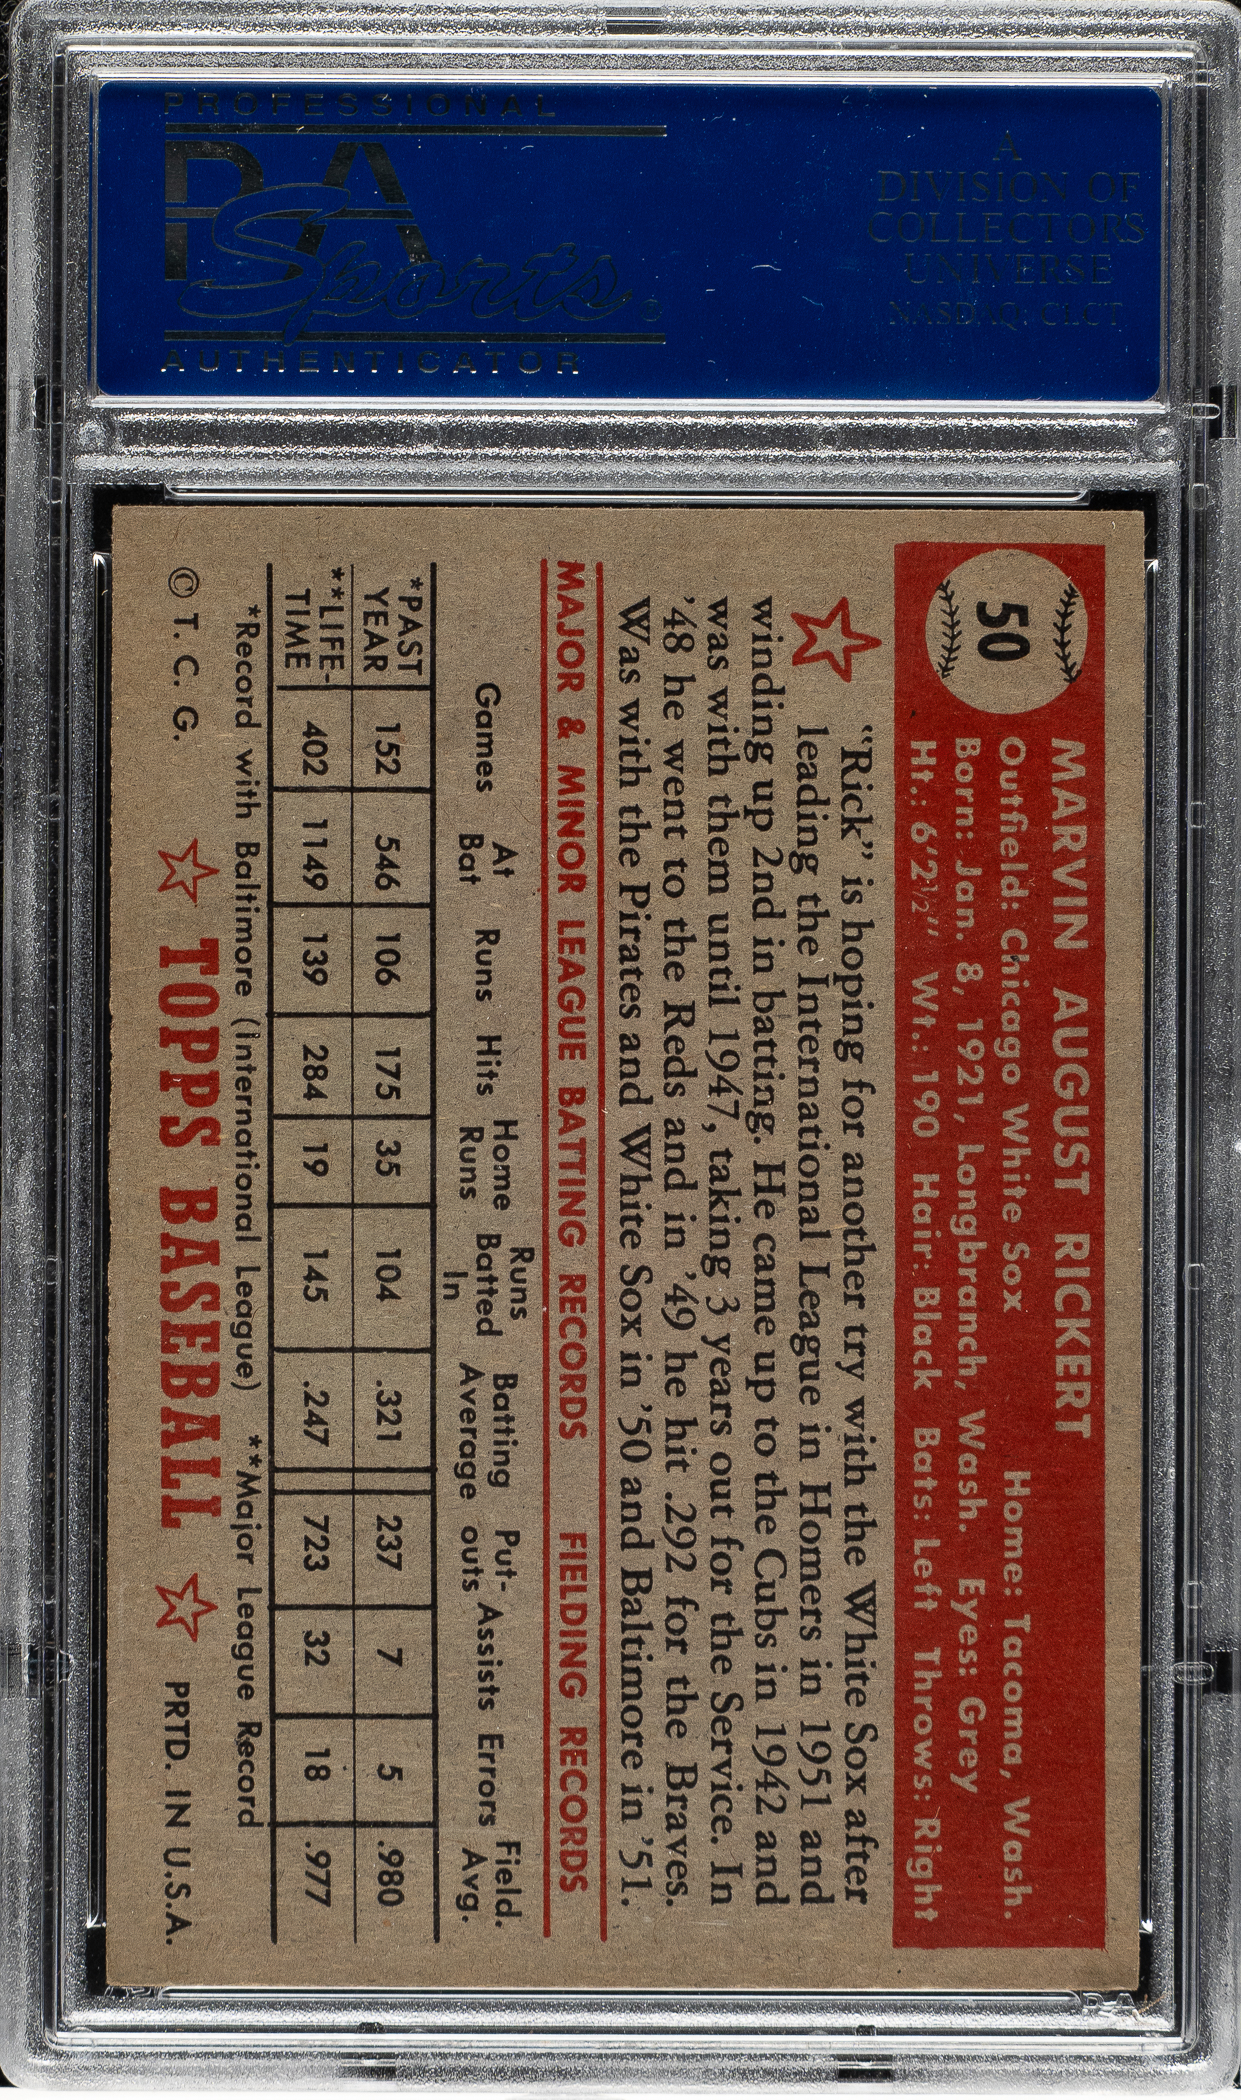 PROFESSIONAL
PSA
Sports®
AUTHENTICATOR
A
DIVISION OF
COLLECTORS
UNIVERSE
NASDAQ: CLCT
50
MARVIN AUGUST RICKERT
Outfield: Chicago White Sox Home: Tacoma, Wash.
Born: Jan. 8, 1921, Longbranch, Wash. Eyes: Grey
Ht.: 6'2½" Wt.: 190 Hair: Black Bats: Left Throws: Right
"Rick" is hoping for another try with the White Sox after
leading the International League in Homers in 1951 and
winding up 2nd in batting. He came up to the Cubs in 1942 and
was with them until 1947, taking 3 years out for the Service. In
'48 he went to the Reds and in '49 he hit .292 for the Braves.
Was with the Pirates and White Sox in '50 and Baltimore in '51.
MAJOR & MINOR LEAGUE BATTING RECORDS FIELDING RECORDS
Games At Bat Runs Hits Home Runs Runs Batted In Batting Average Put-outs Assists Errors Field. Avg.
*PAST YEAR 152 546 106 175 35 104 .321 237 7 5 .980
**LIFE-TIME 402 1149 139 284 19 145 .247 723 32 18 .977
*Record with Baltimore (International League) **Major League Record
© T. C. G. TOPPS BASEBALL PRTD. IN U.S.A.